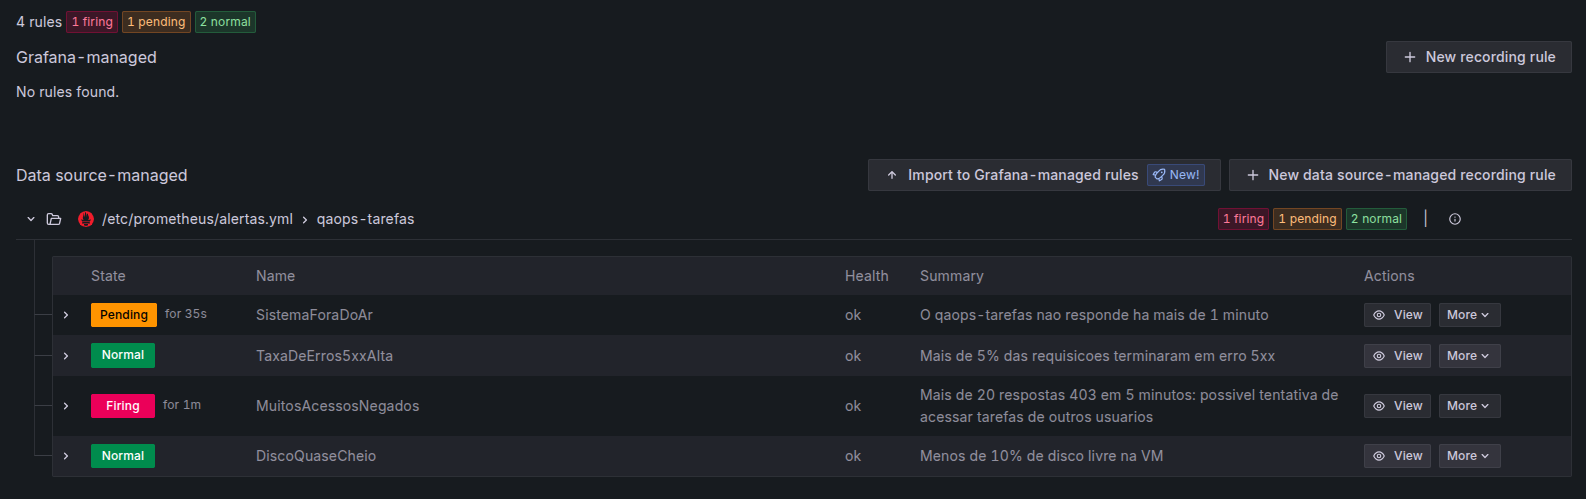 4 rules 1 firing 1 pending 2 normal
Grafana-managed
+ New recording rule
No rules found.
Data source-managed
Import to Grafana-managed rules New!
+ New data source-managed recording rule
/etc/prometheus/alertas.yml > qaops-tarefas
1 firing 1 pending 2 normal
State Name Health Summary Actions
Pending for 35s SistemaForaDoAr ok O qaops-tarefas nao responde ha mais de 1 minuto View More
Normal TaxaDeErros5xxAlta ok Mais de 5% das requisicoes terminaram em erro 5xx View More
Firing for 1m MuitosAcessosNegados ok Mais de 20 respostas 403 em 5 minutos: possivel tentativa de
acessar tarefas de outros usuarios View More
Normal DiscoQuaseCheio ok Menos de 10% de disco livre na VM View More